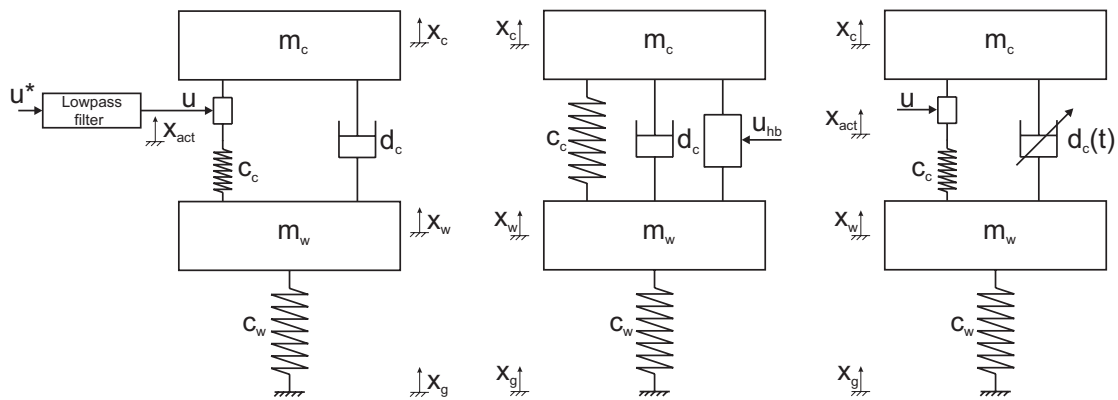 x_c
m_c
u*
Lowpass
filter
u
x_act
d_c
c_c
x_w
m_w
c_w
x_g
x_c
m_c
c_c
d_c
u_hb
x_w
m_w
c_w
x_g
x_c
m_c
u
x_act
d_c(t)
c_c
x_w
m_w
c_w
x_g